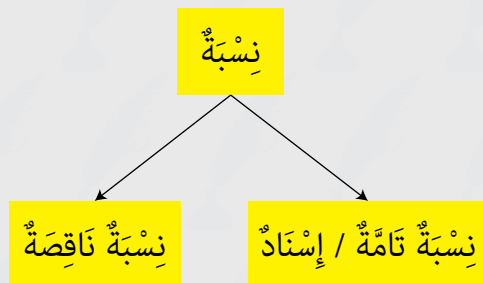 نِسْبَةٌ
نِسْبَةٌ تَامَّةٌ / إِسْنَادٌ
نِسْبَةٌ نَاقِصَةٌ